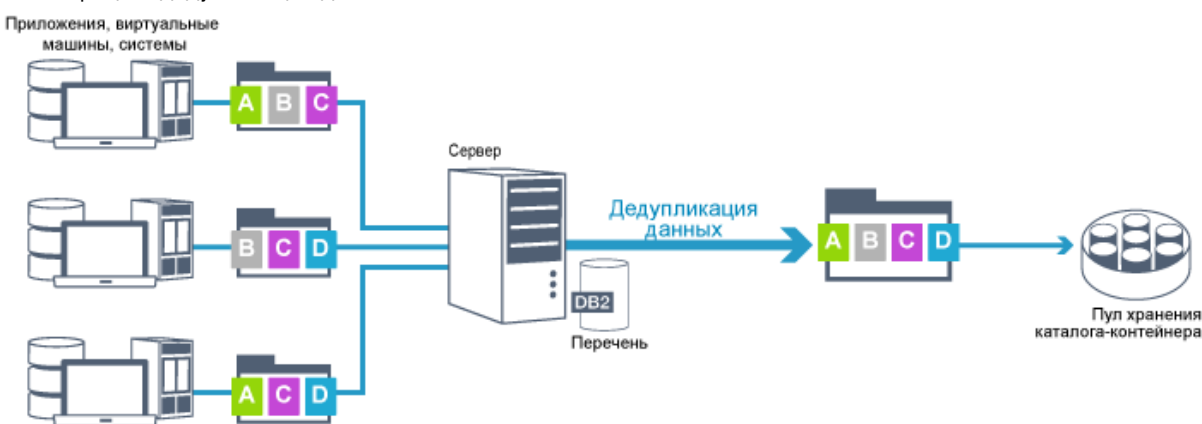 Приложения, виртуальные
машины, системы
A B C
Сервер
B C D
Дедупликация
данных
A B C D
DB2
Перечень
Пул хранения
каталога-контейнера
A C D